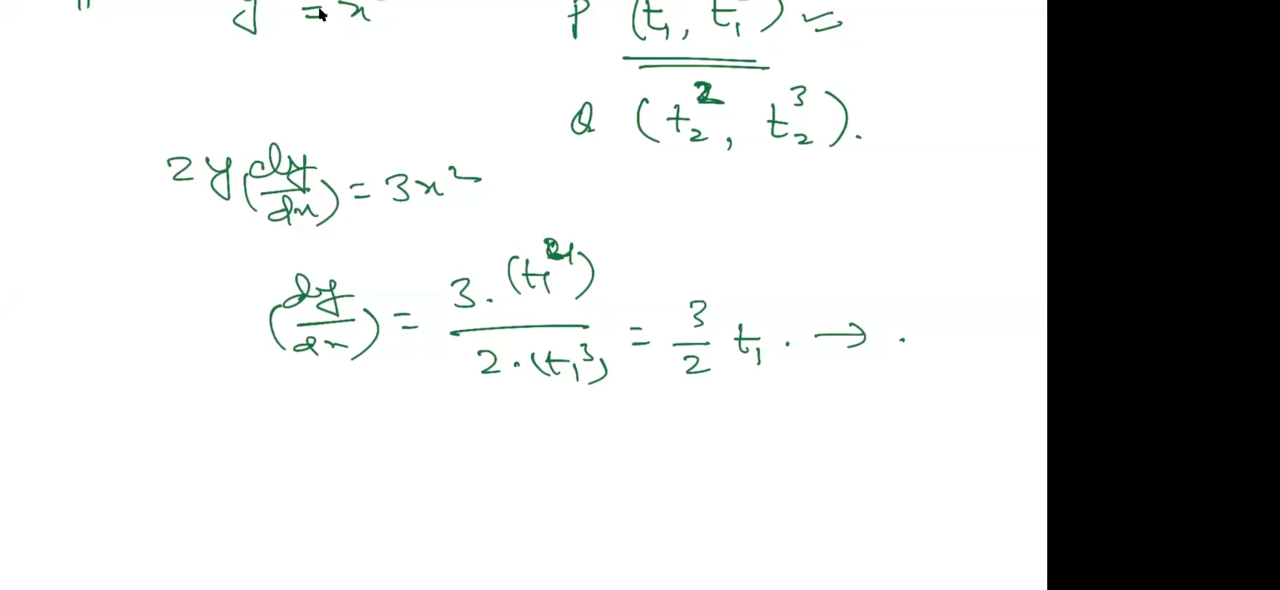 y = x P (t₁, t₁) =
Q (t₂², t₂³).
2y(dy/dx) = 3x²
(dy/dx) = 3.(t₁⁴) / 2.(t₁³) = 3/2 t₁. → .